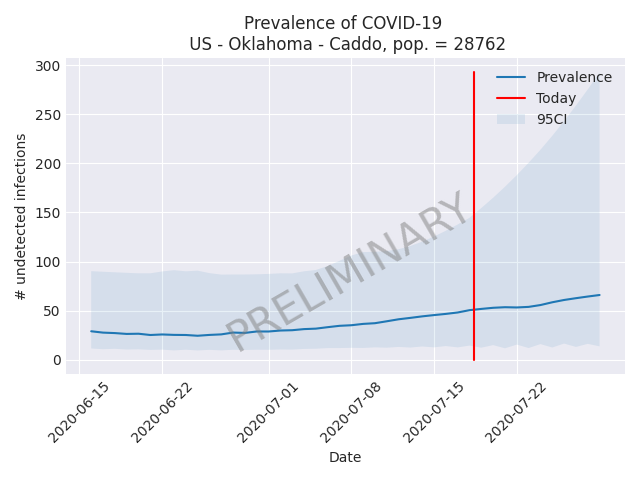 Prevalence of COVID-19
US - Oklahoma - Caddo, pop. = 28762
300
250
200
150
100
50
0
# undetected infections
Prevalence
Today
95CI
PRELIMINARY
2020-06-15
2020-06-22
2020-07-01
2020-07-08
2020-07-15
2020-07-22
Date